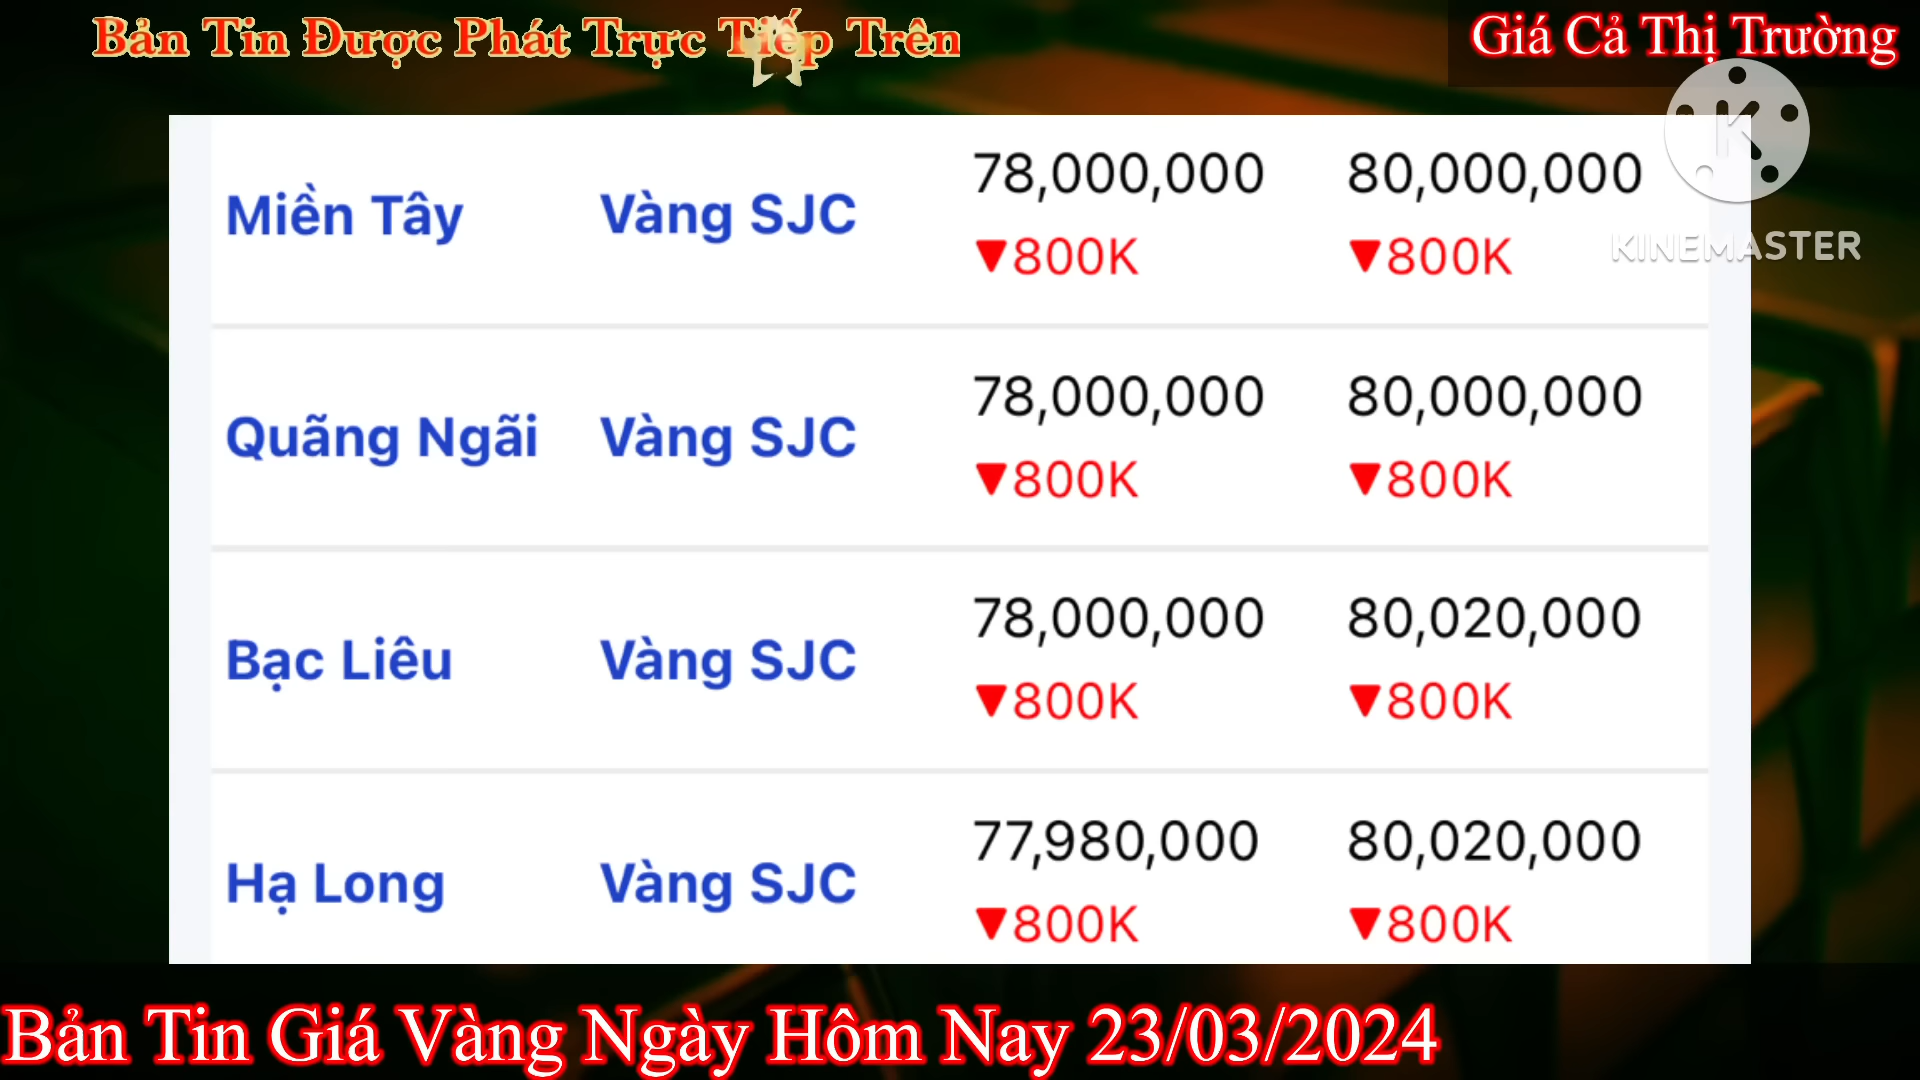 Bản Tin Được Phát Trực Tiếp Trên
Giá Cả Thị Trường
KINEMASTER
Miền Tây Vàng SJC 78,000,000 80,000,000
▼800K ▼800K
Quãng Ngãi Vàng SJC 78,000,000 80,000,000
▼800K ▼800K
Bạc Liêu Vàng SJC 78,000,000 80,020,000
▼800K ▼800K
Hạ Long Vàng SJC 77,980,000 80,020,000
▼800K ▼800K
Bản Tin Giá Vàng Ngày Hôm Nay 23/03/2024